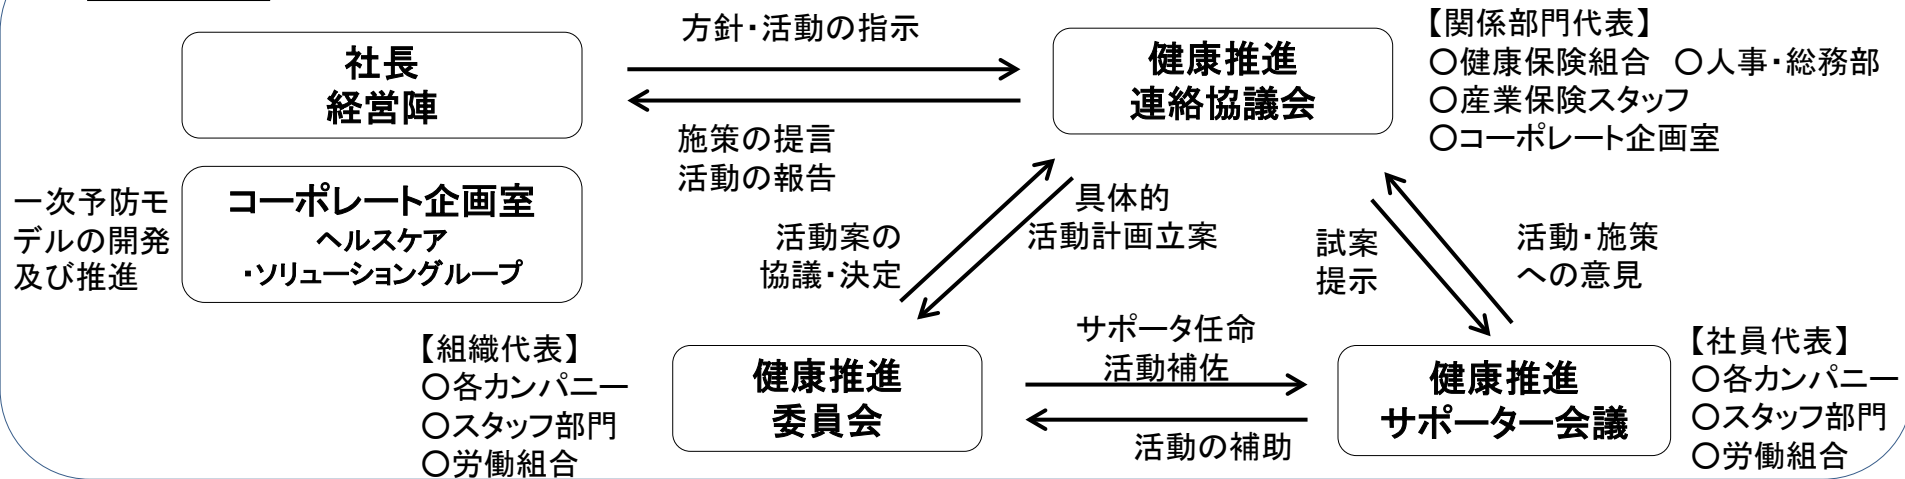 方針・活動の指示
社長
経営陣
健康推進
連絡協議会
【関係部門代表】
○健康保険組合　○人事・総務部
○産業保険スタッフ
○コーポレート企画室
施策の提言
活動の報告
一次予防モ
デルの開発
及び推進
コーポレート企画室
ヘルスケア
・ソリューショングループ
活動案の
協議・決定
具体的
活動計画立案
試案
提示
活動・施策
への意見
【組織代表】
○各カンパニー
○スタッフ部門
○労働組合
健康推進
委員会
サポータ任命
活動補佐
活動の補助
健康推進
サポーター会議
【社員代表】
○各カンパニー
○スタッフ部門
○労働組合